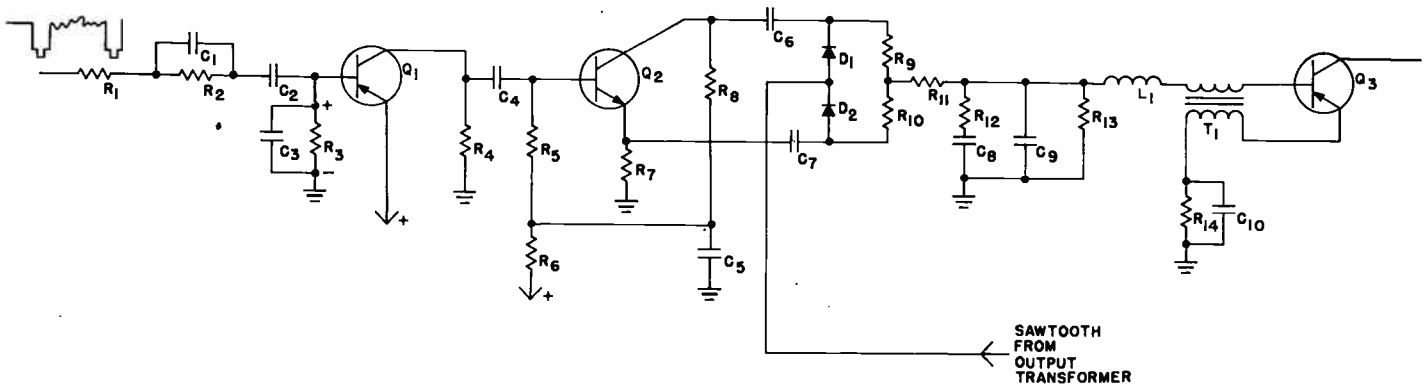 C1
R1
R2
C2
+
C3
R3
−
Q1
+
R4
C4
R5
R6
+
Q2
R7
R8
C5
C6
C7
D1
D2
R9
R10
R11
R12
C8
C9
R13
L1
T1
Q3
R14
C10
SAWTOOTH
FROM
OUTPUT
TRANSFORMER